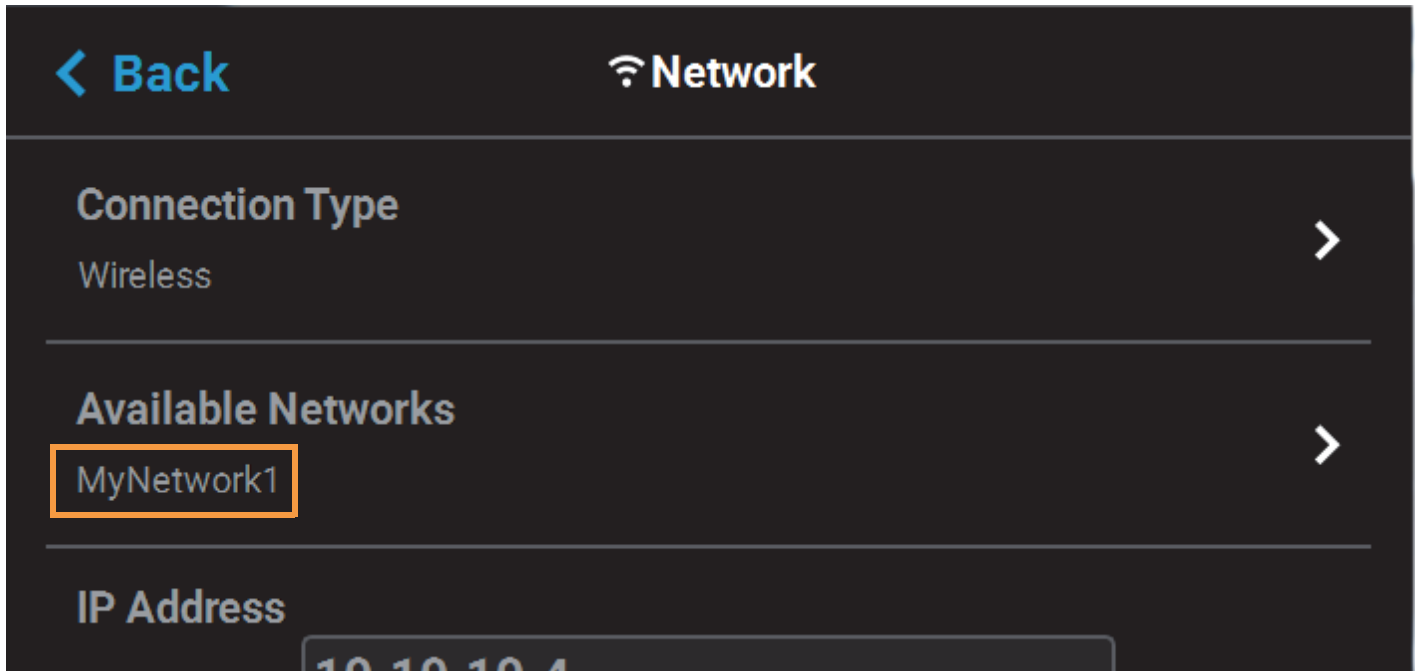 Back
Network
Connection Type
Wireless
Available Networks
MyNetwork1
IP Address